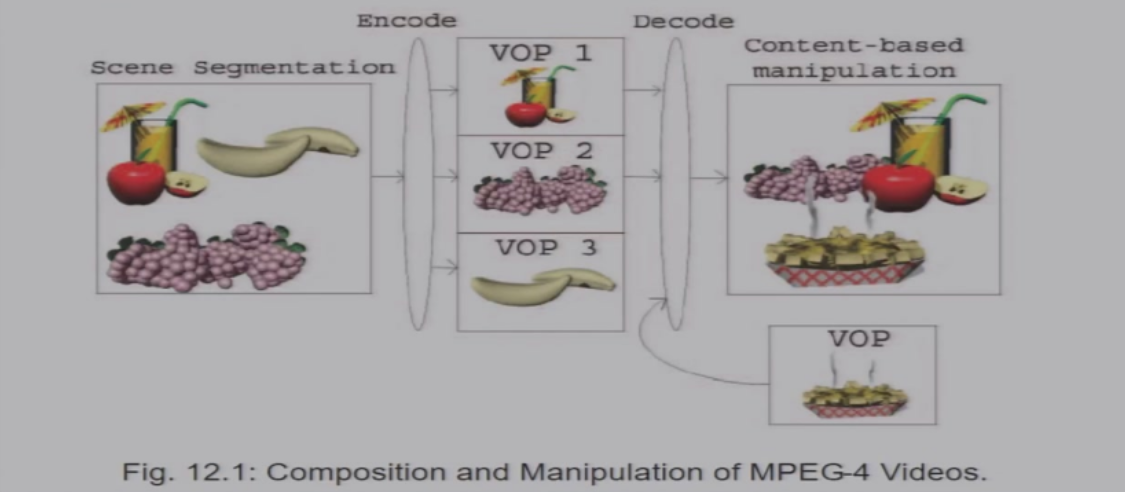 Encode
Decode
Scene Segmentation
VOP 1
VOP 2
VOP 3
Content-based
manipulation
VOP
Fig. 12.1: Composition and Manipulation of MPEG-4 Videos.